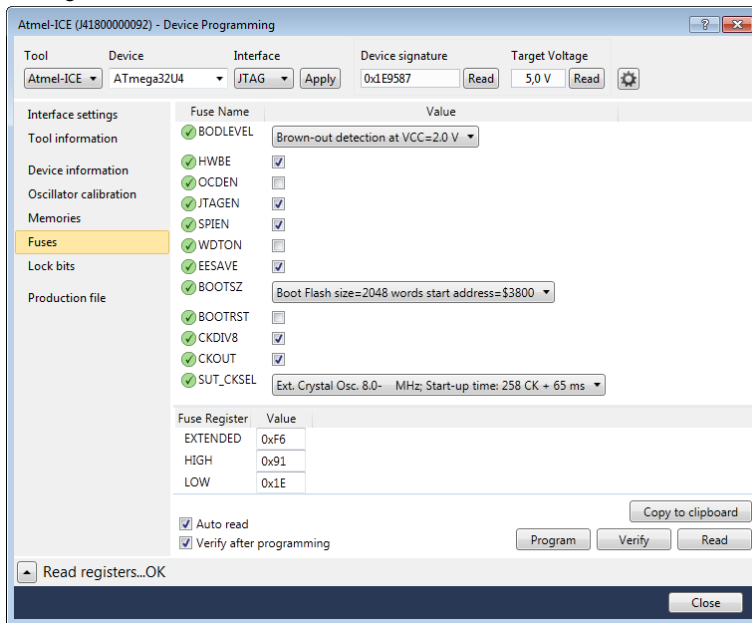 Atmel-ICE (J41800000092) - Device Programming
Tool Device Interface Device signature Target Voltage
Atmel-ICE ATmega32U4 JTAG Apply 0x1E9587 Read 5,0 V Read
Interface settings
Tool information
Device information
Oscillator calibration
Memories
Fuses
Lock bits
Production file
Fuse Name Value
BODLEVEL Brown-out detection at VCC=2.0 V
HWBE
OCDEN
JTAGEN
SPIEN
WDTON
EESAVE
BOOTSZ Boot Flash size=2048 words start address=$3800
BOOTRST
CKDIV8
CKOUT
SUT_CKSEL Ext. Crystal Osc. 8.0- MHz; Start-up time: 258 CK + 65 ms
Fuse Register Value
EXTENDED 0xF6
HIGH 0x91
LOW 0x1E
Copy to clipboard
Auto read
Verify after programming
Program Verify Read
Read registers...OK
Close